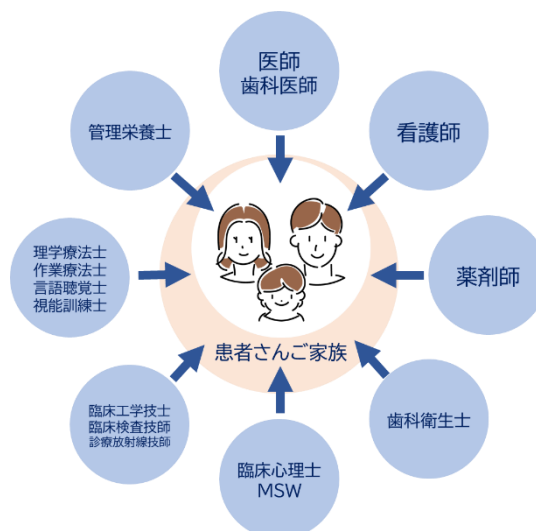 医師
歯科医師
看護師
薬剤師
歯科衛生士
臨床心理士
MSW
臨床工学技士
臨床検査技師
診療放射線技師
理学療法士
作業療法士
言語聴覚士
視能訓練士
管理栄養士
患者さんご家族